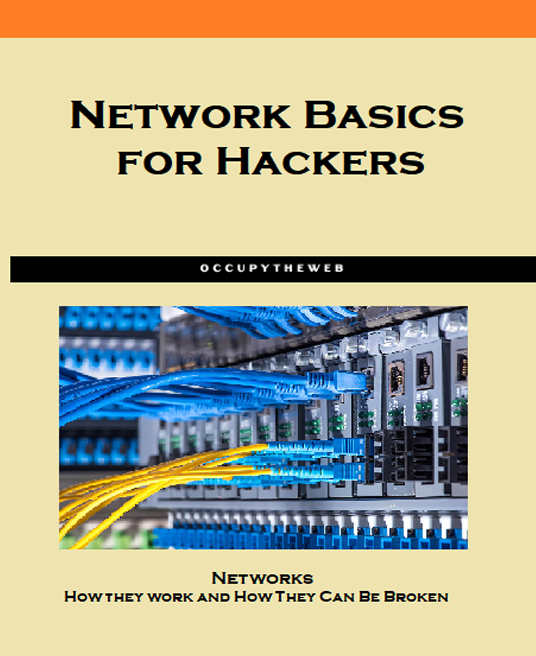 Network Basics
for Hackers
OCCUPYTHEWEB
Networks
How they work and How They Can Be Broken